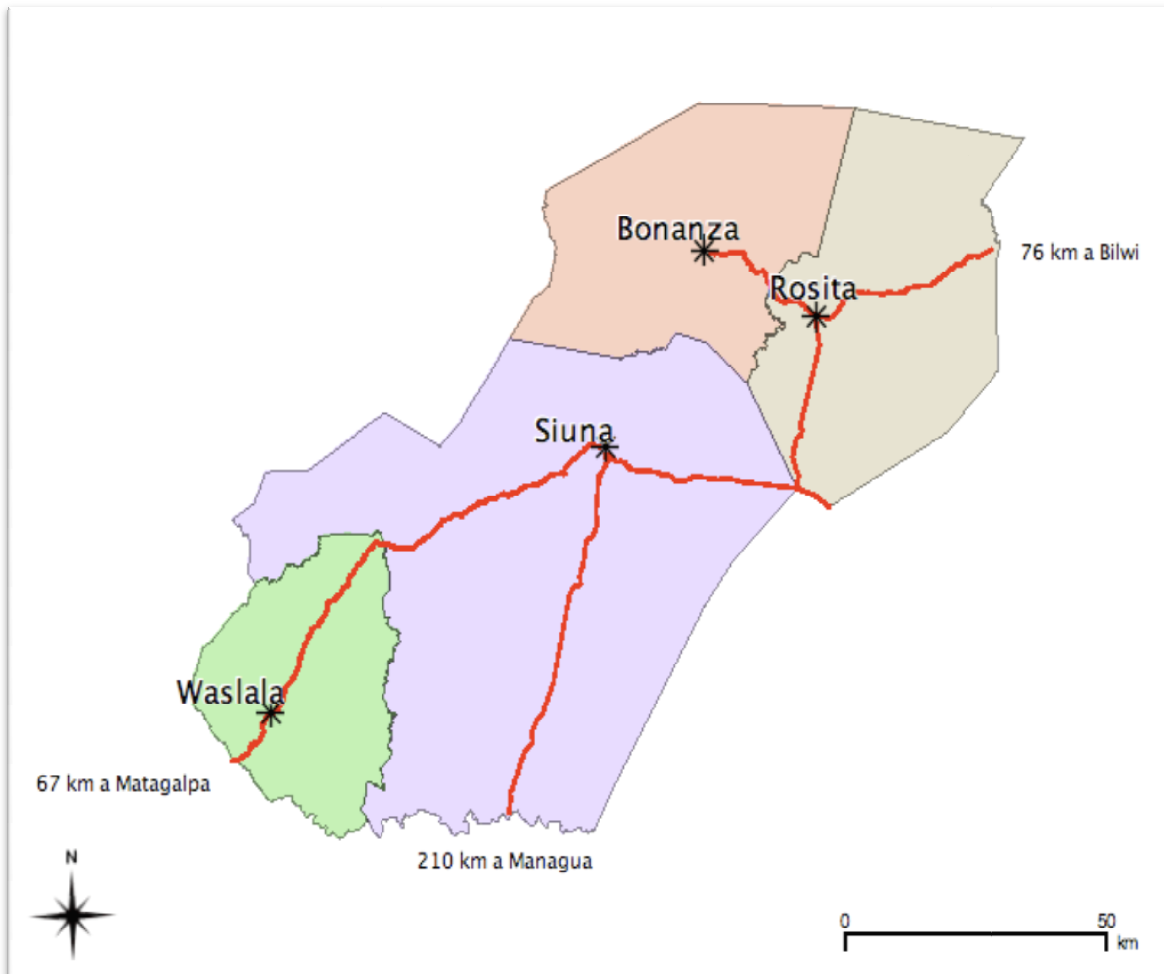 Bonanza
76 km a Bilwi
Rosita
Siuna
Waslala
67 km a Matagalpa
210 km a Managua
N
0 50
km